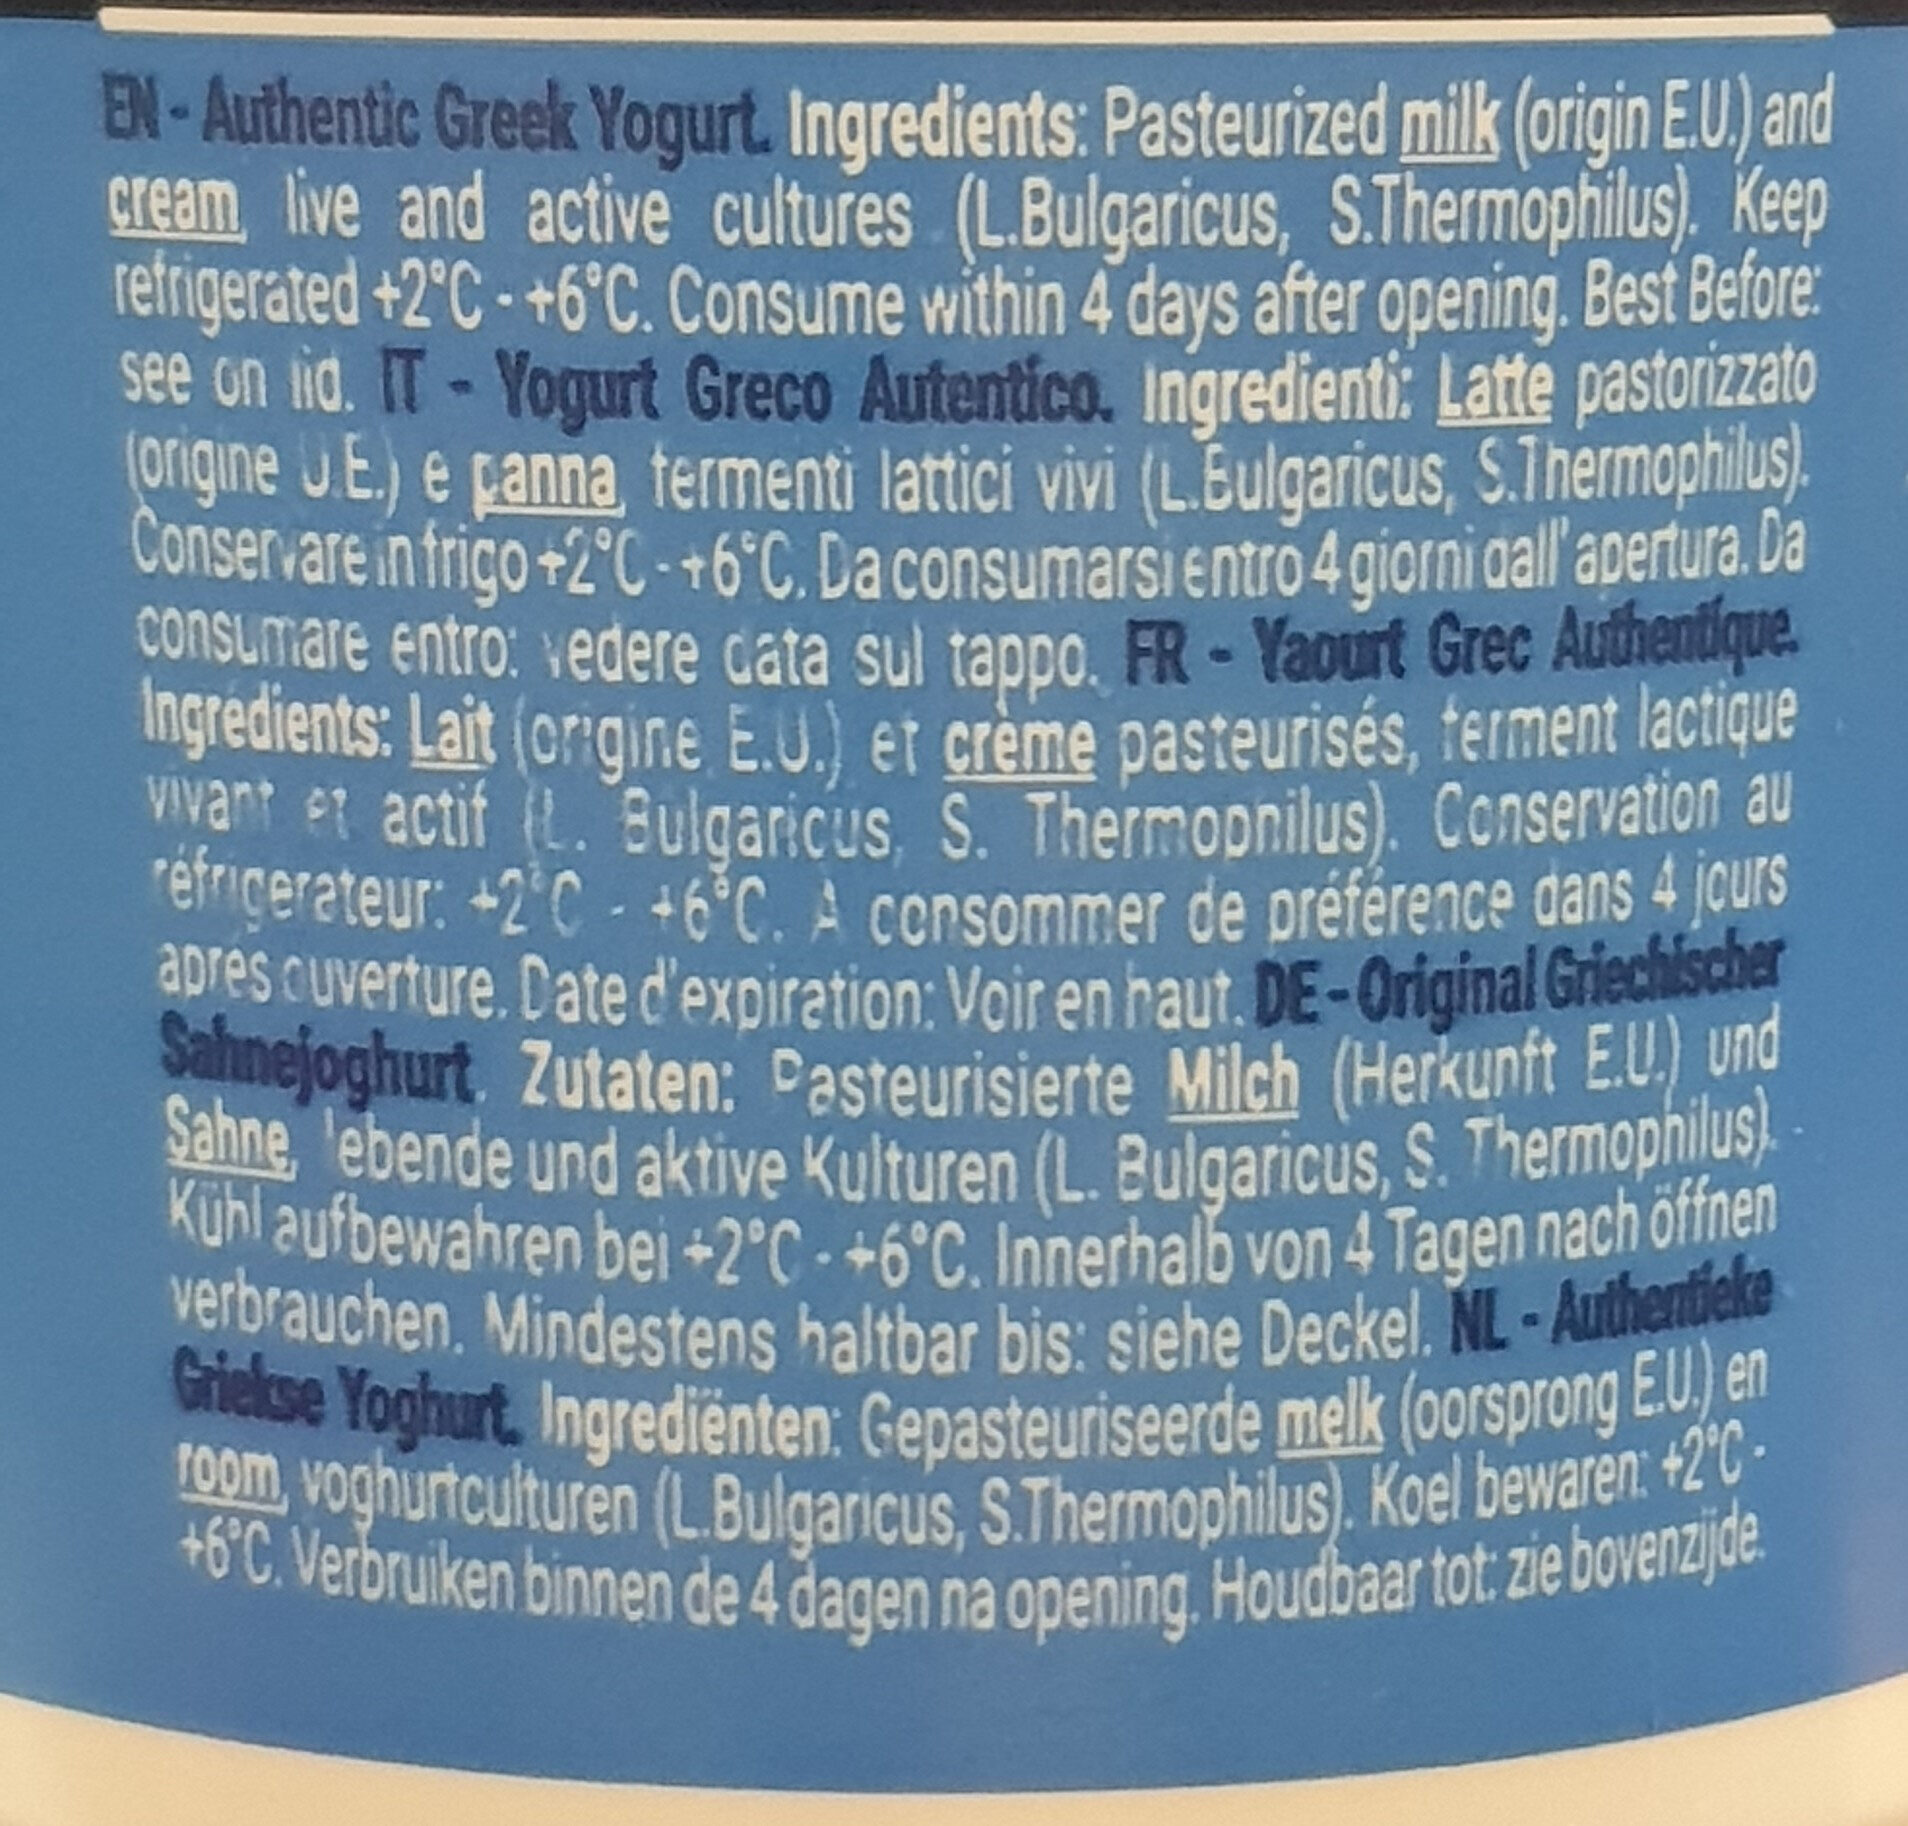 EN - Authentic Greek Yogurt. Ingredients: Pasteurized milk (origin E.U.) and
cream, live and active cultures (L.Bulgaricus, S.Thermophilus). Keep
refrigerated +2°C - +6°C. Consume within 4 days after opening. Best Before:
see on lid. IT - Yogurt Greco Autentico. Ingredienti: Latte pastorizzato
(origine U.E.) e panna, fermenti lattici vivi (L.Bulgaricus, S.Thermophilus).
Conservare in frigo +2°C - +6°C. Da consumarsi entro 4 giorni dall' apertura. Da
consumare entro: vedere data sul tappo. FR - Yaourt Grec Authentique.
Ingrédients: Lait (origine E.U.) et crème pasteurisés, ferment lactique
vivant et actif (L. Bulgaricus, S. Thermophilus). Conservation au
réfrigerateur: +2°C - +6°C. A consommer de préférence dans 4 jours
apres ouverture. Date d'expiration: Voir en haut. DE - Original Griechischer
Sahnejoghurt. Zutaten: Pasteurisierte Milch (Herkunft E.U.) und
Sahne, lebende und aktive Kulturen (L. Bulgaricus, S. Thermophilus).
Kühl aufbewahren bei +2°C - +6°C. Innerhalb von 4 Tagen nach öffnen
verbrauchen. Mindestens haltbar bis: siehe Deckel. NL - Authentieke
Griekse Yoghurt. Ingrediënten: Gepasteuriseerde melk (oorsprong E.U.) en
room, yoghurtculturen (L.Bulgaricus, S.Thermophilus). Koel bewaren: +2°C -
+6°C. Verbruiken binnen de 4 dagen na opening. Houdbaar tot: zie bovenzijde.